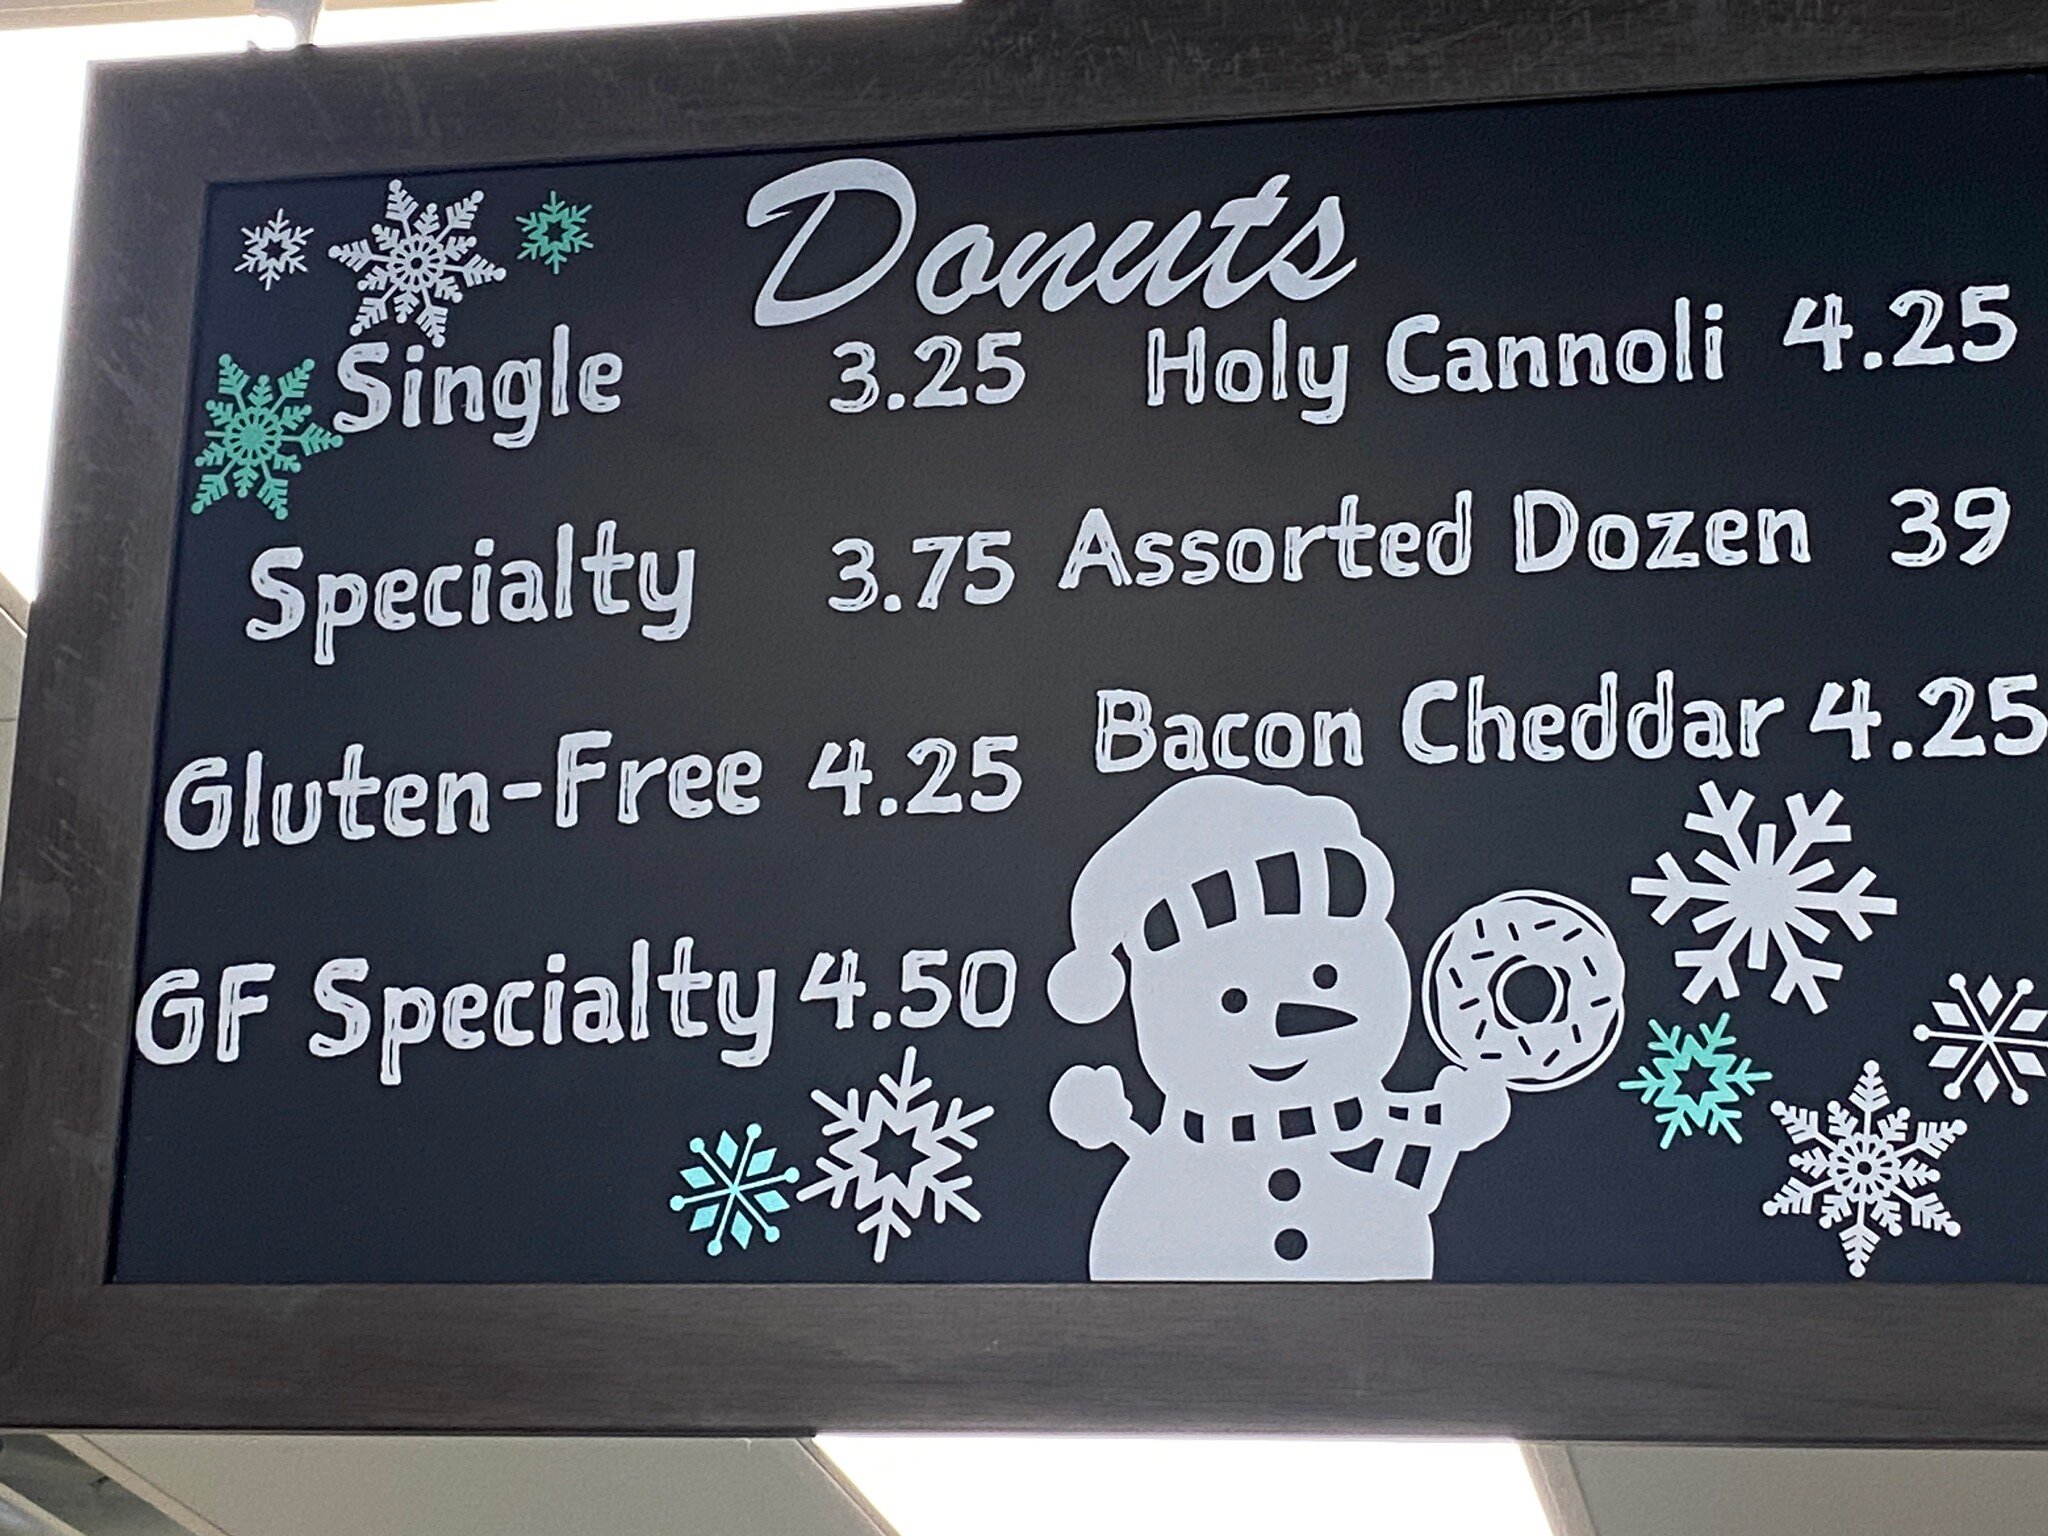 Donuts
Single 3.25
Specialty 3.75
Gluten-Free 4.25
GF Specialty 4.50
Holy Cannoli 4.25
Assorted Dozen 39
Bacon Cheddar 4.25